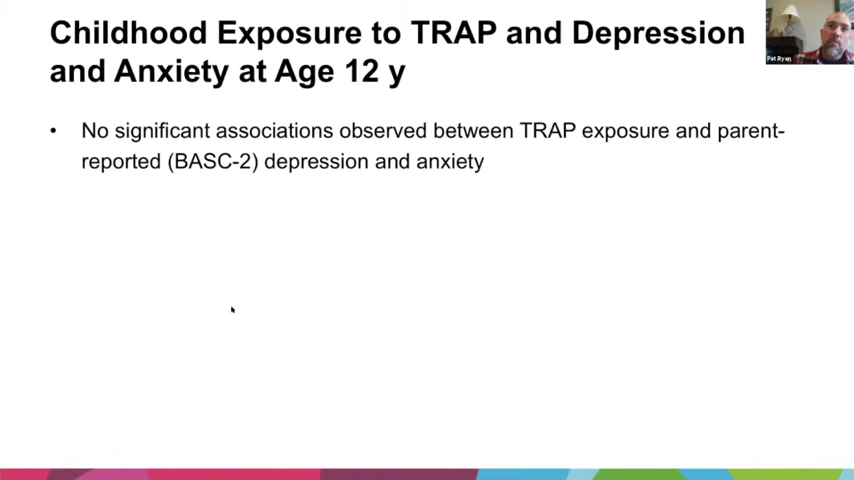 Childhood Exposure to TRAP and Depression
and Anxiety at Age 12 y
Pat Ryan
• No significant associations observed between TRAP exposure and parent-
reported (BASC-2) depression and anxiety